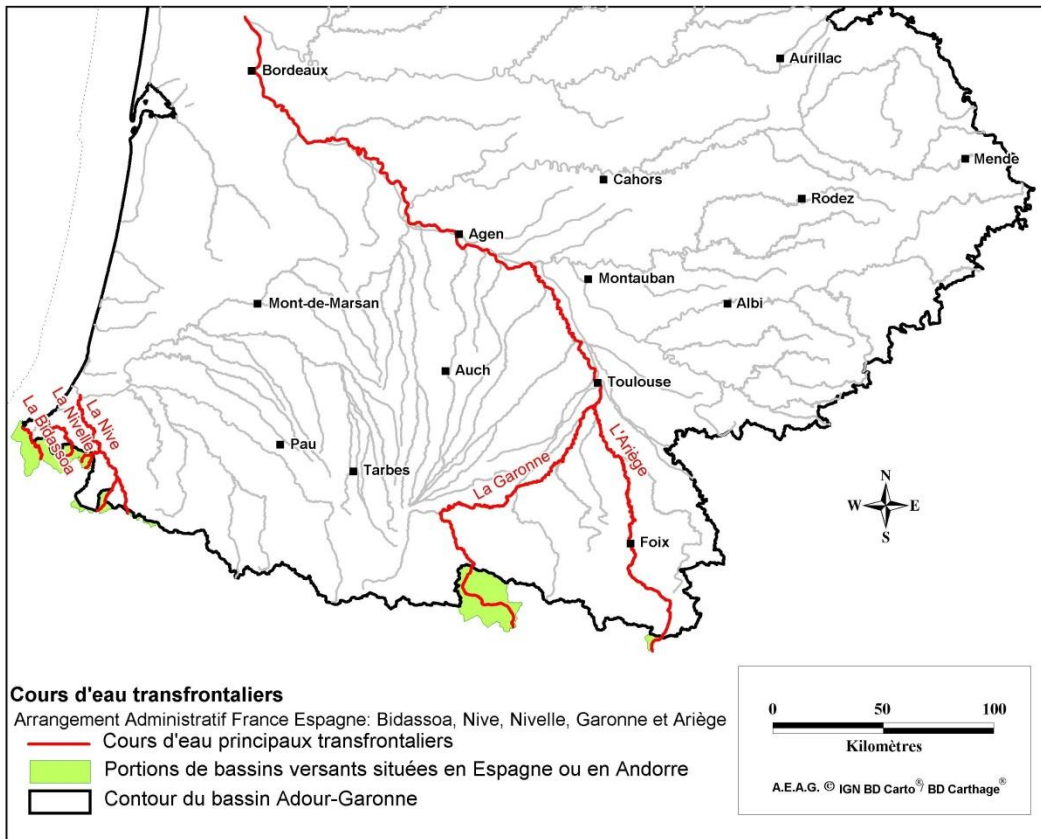 Bordeaux
Aurillac
Mende
Cahors
Rodez
Agen
Montauban
Mont-de-Marsan
Albi
Auch
Toulouse
La Nive
La Nivelle
La Bidassoa
Pau
Tarbes
La Garonne
L'Ariège
Foix
N
W E
S
Cours d'eau transfrontaliers
Arrangement Administratif France Espagne: Bidassoa, Nive, Nivelle, Garonne et Ariège
Cours d'eau principaux transfrontaliers
Portions de bassins versants situées en Espagne ou en Andorre
Contour du bassin Adour-Garonne
0 50 100
Kilomètres
A.E.A.G. © IGN BD Carto®/ BD Carthage®